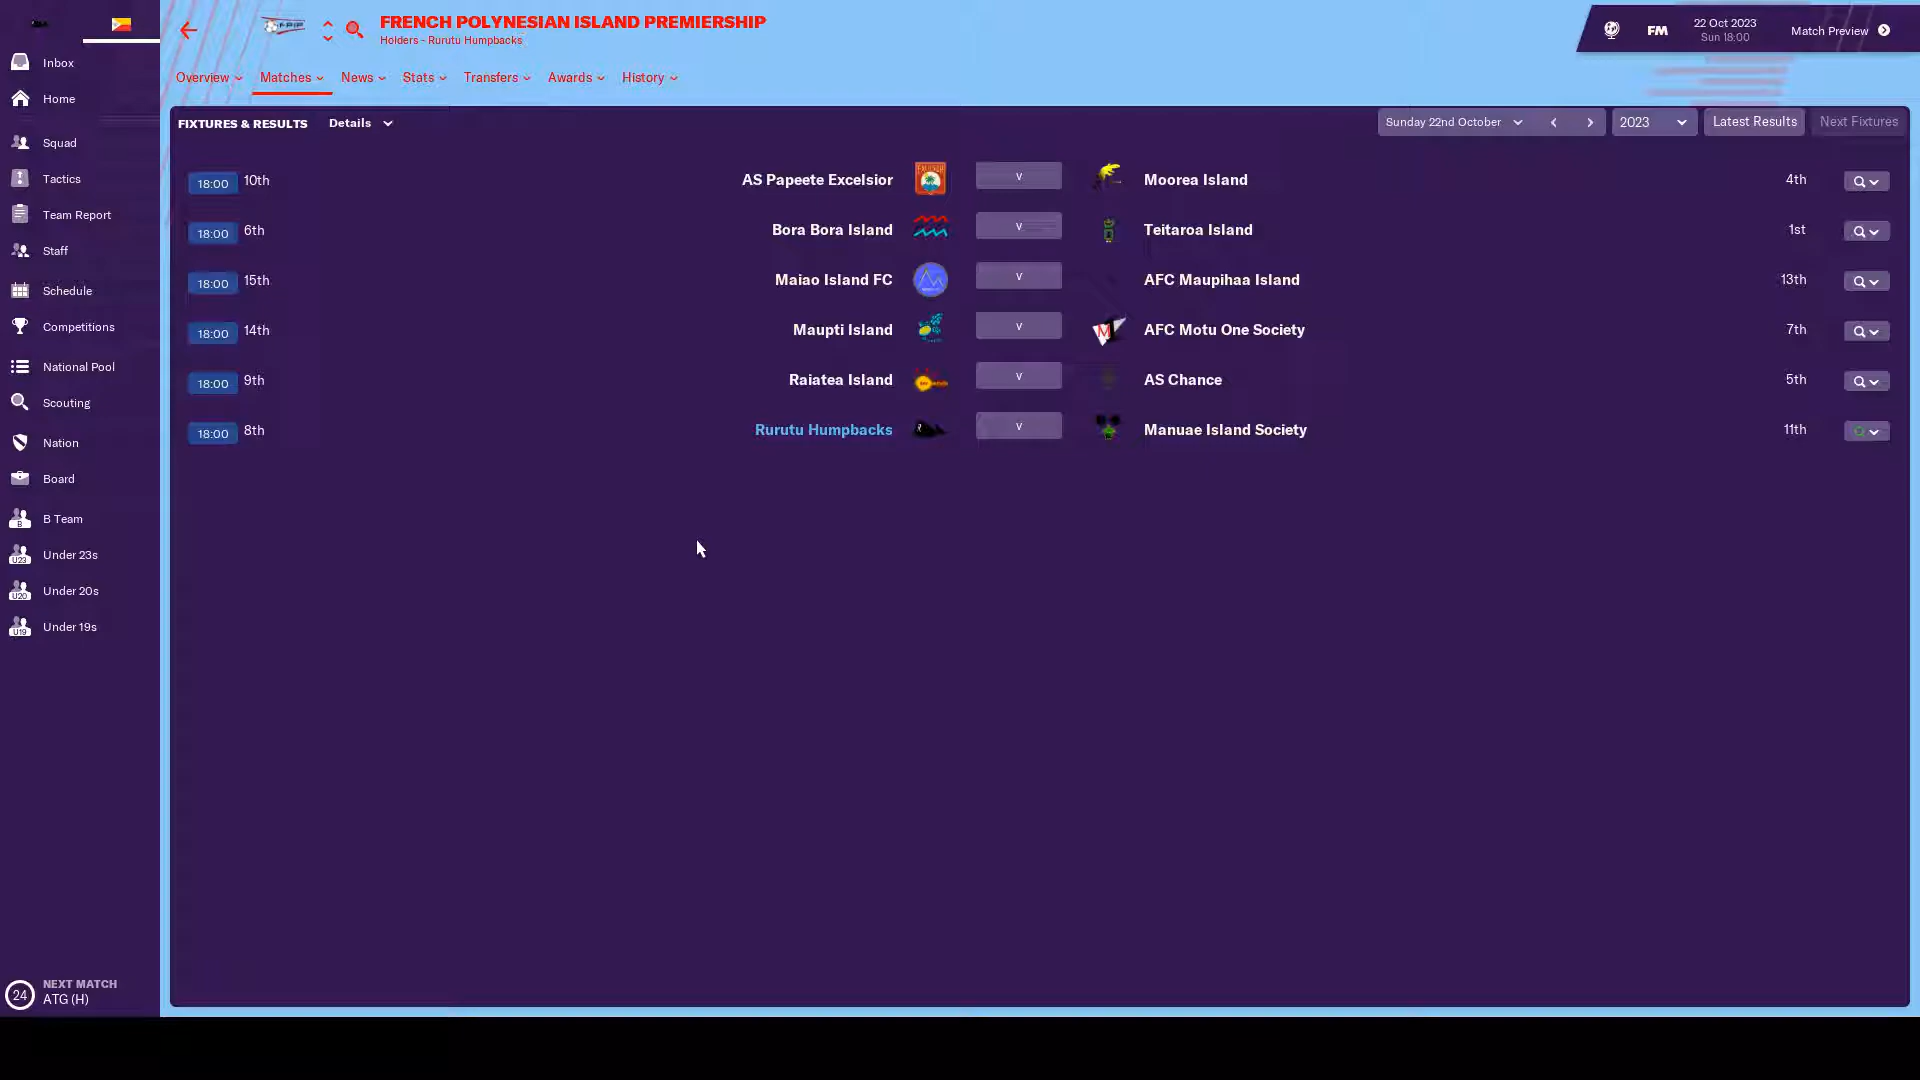 FRENCH POLYNESIAN ISLAND PREMIERSHIP
Holders - Rurutu Humpbacks
FM
22 Oct 2023
Sun 18:00
Match Preview
Overview
Matches
News
Stats
Transfers
Awards
History
Inbox
Home
Squad
Tactics
Team Report
Staff
Schedule
Competitions
National Pool
Scouting
Nation
Board
B
B Team
U23
Under 23s
U20
Under 20s
U19
Under 19s
24
NEXT MATCH
ATG (H)
FIXTURES & RESULTS
Details
Sunday 22nd October
2023
Latest Results
Next Fixtures
18:00 10th AS Papeete Excelsior v Moorea Island 4th
18:00 6th Bora Bora Island v Teitaroa Island 1st
18:00 15th Maiao Island FC v AFC Maupihaa Island 13th
18:00 14th Maupti Island v AFC Motu One Society 7th
18:00 9th Raiatea Island v AS Chance 5th
18:00 8th Rurutu Humpbacks v Manuae Island Society 11th